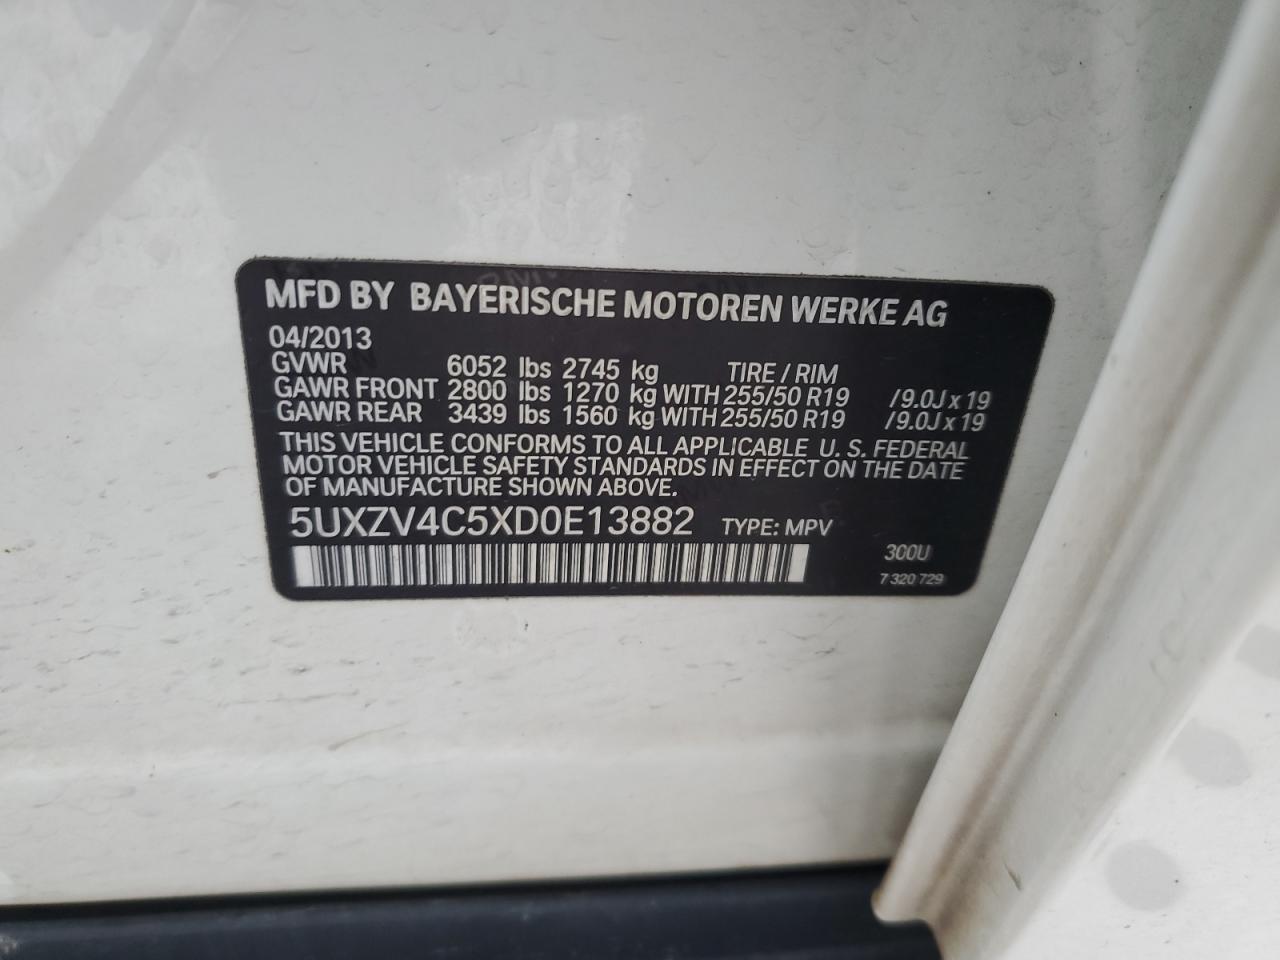 MFD BY BAYERISCHE MOTOREN WERKE AG
04/2013
GVWR 6052 lbs 2745 kg TIRE / RIM
GAWR FRONT 2800 lbs 1270 kg WITH 255/50 R19 /9.0J x 19
GAWR REAR 3439 lbs 1560 kg WITH 255/50 R19 /9.0J x 19
THIS VEHICLE CONFORMS TO ALL APPLICABLE U. S. FEDERAL
MOTOR VEHICLE SAFETY STANDARDS IN EFFECT ON THE DATE
OF MANUFACTURE SHOWN ABOVE.
5UXZV4C5XD0E13882 TYPE: MPV
300U
7 320 729